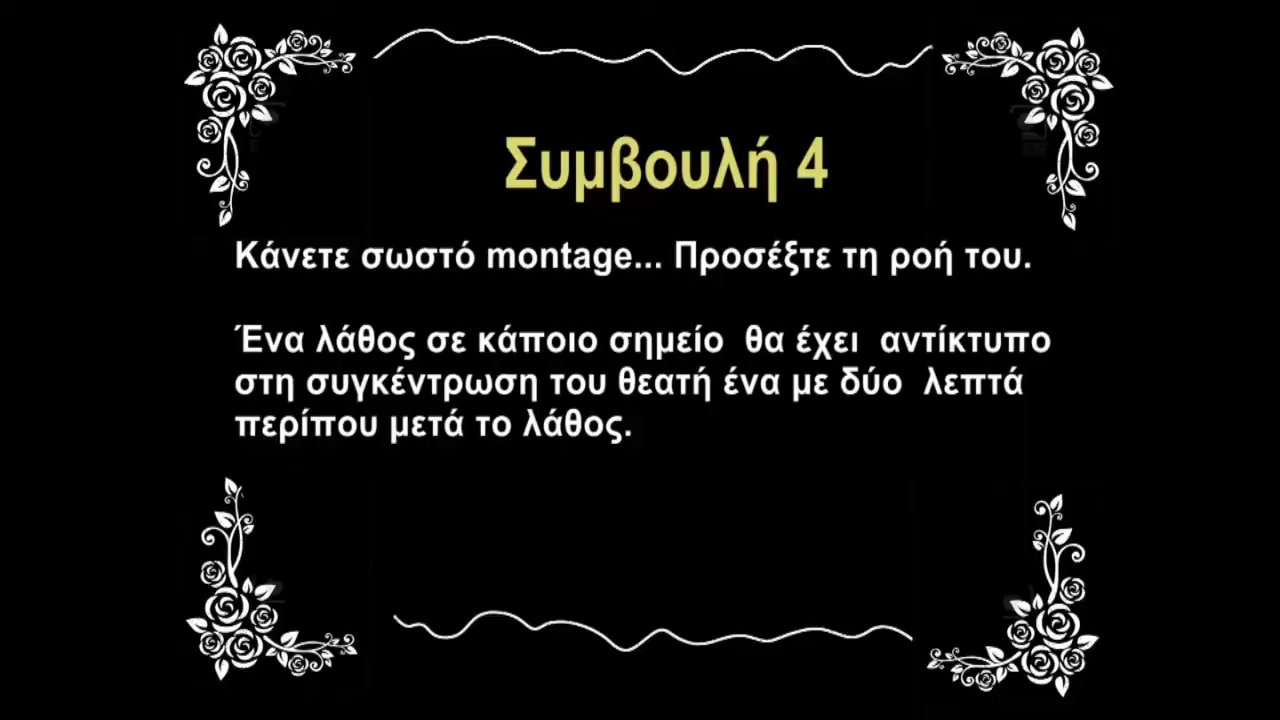 Συμβουλή 4
Κάνετε σωστό montage... Προσέξτε τη ροή του.
Ένα λάθος σε κάποιο σημείο θα έχει αντίκτυπο
στη συγκέντρωση του θεατή ένα με δύο λεπτά
περίπου μετά το λάθος.